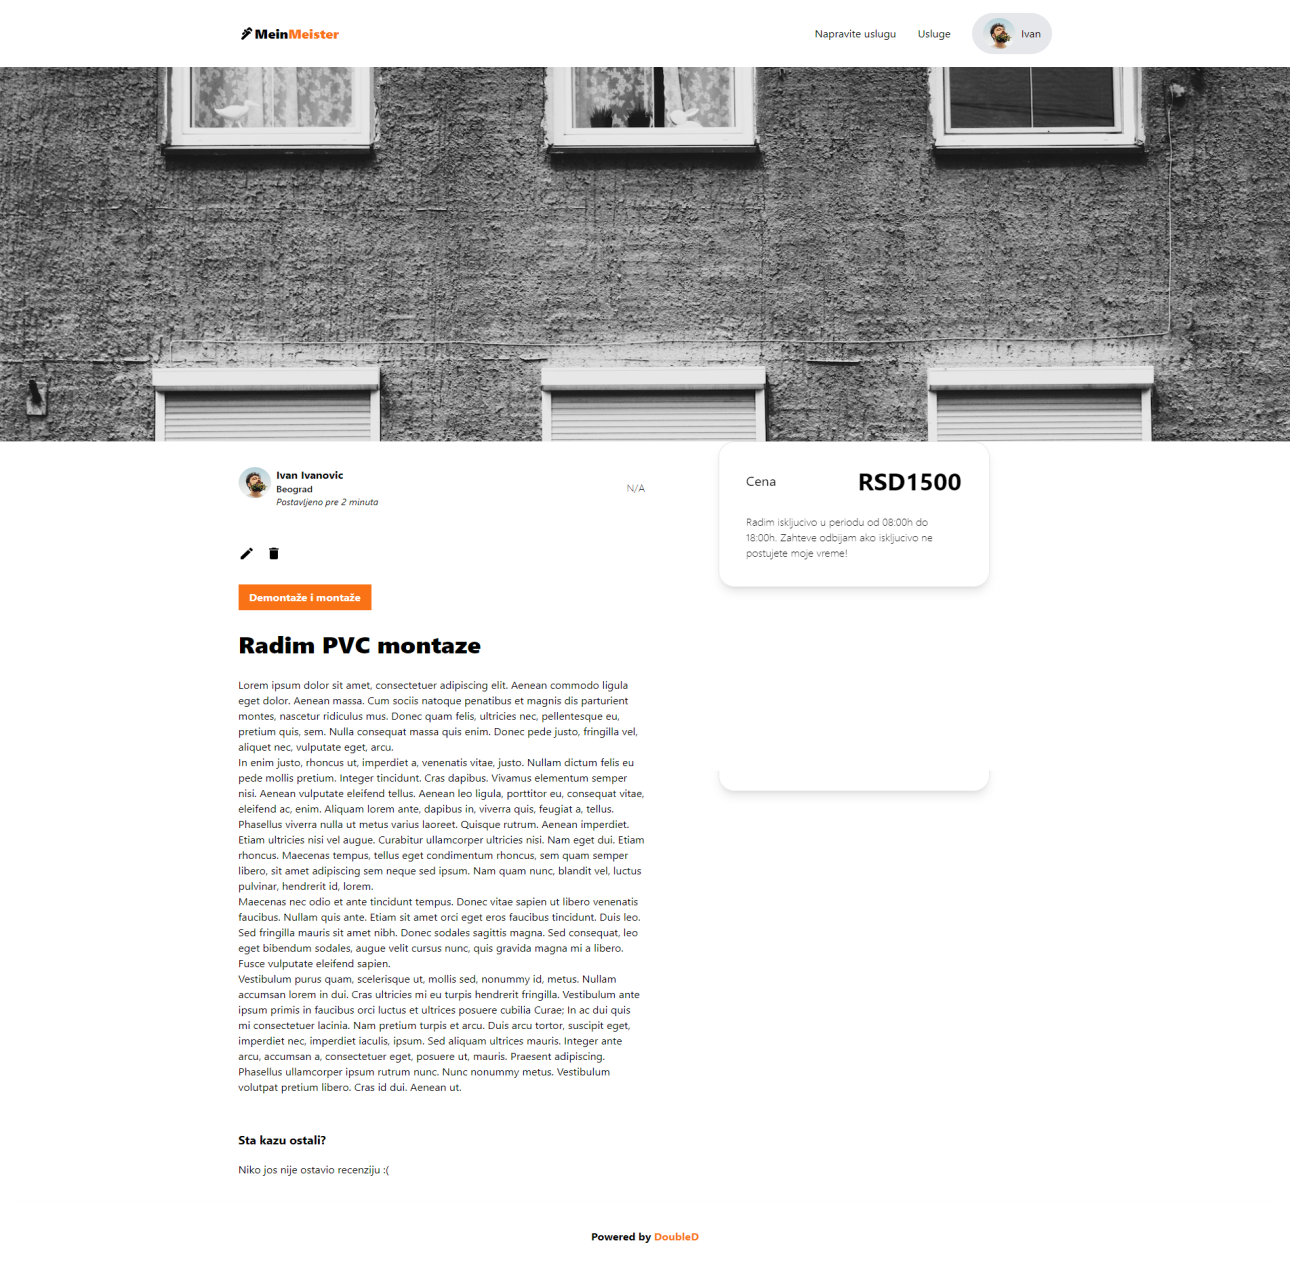 MeinMeister
Napravite uslugu
Usluge
Ivan
Ivan Ivanovic
Beograd
Postavljeno pre 2 minuta
N/A
Demontaže i montaže
Radim PVC montaze
Lorem ipsum dolor sit amet, consectetuer adipiscing elit. Aenean commodo ligula
eget dolor. Aenean massa. Cum sociis natoque penatibus et magnis dis parturient
montes, nascetur ridiculus mus. Donec quam felis, ultricies nec, pellentesque eu,
pretium quis, sem. Nulla consequat massa quis enim. Donec pede justo, fringilla vel,
aliquet nec, vulputate eget, arcu.
In enim justo, rhoncus ut, imperdiet a, venenatis vitae, justo. Nullam dictum felis eu
pede mollis pretium. Integer tincidunt. Cras dapibus. Vivamus elementum semper
nisi. Aenean vulputate eleifend tellus. Aenean leo ligula, porttitor eu, consequat vitae,
eleifend ac, enim. Aliquam lorem ante, dapibus in, viverra quis, feugiat a, tellus.
Phasellus viverra nulla ut metus varius laoreet. Quisque rutrum. Aenean imperdiet.
Etiam ultricies nisi vel augue. Curabitur ullamcorper ultricies nisi. Nam eget dui. Etiam
rhoncus. Maecenas tempus, tellus eget condimentum rhoncus, sem quam semper
libero, sit amet adipiscing sem neque sed ipsum. Nam quam nunc, blandit vel, luctus
pulvinar, hendrerit id, lorem.
Maecenas nec odio et ante tincidunt tempus. Donec vitae sapien ut libero venenatis
faucibus. Nullam quis ante. Etiam sit amet orci eget eros faucibus tincidunt. Duis leo.
Sed fringilla mauris sit amet nibh. Donec sodales sagittis magna. Sed consequat, leo
eget bibendum sodales, augue velit cursus nunc, quis gravida magna mi a libero.
Fusce vulputate eleifend sapien.
Vestibulum purus quam, scelerisque ut, mollis sed, nonummy id, metus. Nullam
accumsan lorem in dui. Cras ultricies mi eu turpis hendrerit fringilla. Vestibulum ante
ipsum primis in faucibus orci luctus et ultrices posuere cubilia Curae; In ac dui quis
mi consectetuer lacinia. Nam pretium turpis et arcu. Duis arcu tortor, suscipit eget,
imperdiet nec, imperdiet iaculis, ipsum. Sed aliquam ultrices mauris. Integer ante
arcu, accumsan a, consectetuer eget, posuere ut, mauris. Praesent adipiscing.
Phasellus ullamcorper ipsum rutrum nunc. Nunc nonummy metus. Vestibulum
volutpat pretium libero. Cras id dui. Aenean ut.
Sta kazu ostali?
Niko jos nije ostavio recenziju :(
Cena
RSD1500
Radim iskljucivo u periodu od 08:00h do
18:00h. Zahteve odbijam ako iskljucivo ne
postujete moje vreme!
Powered by DoubleD